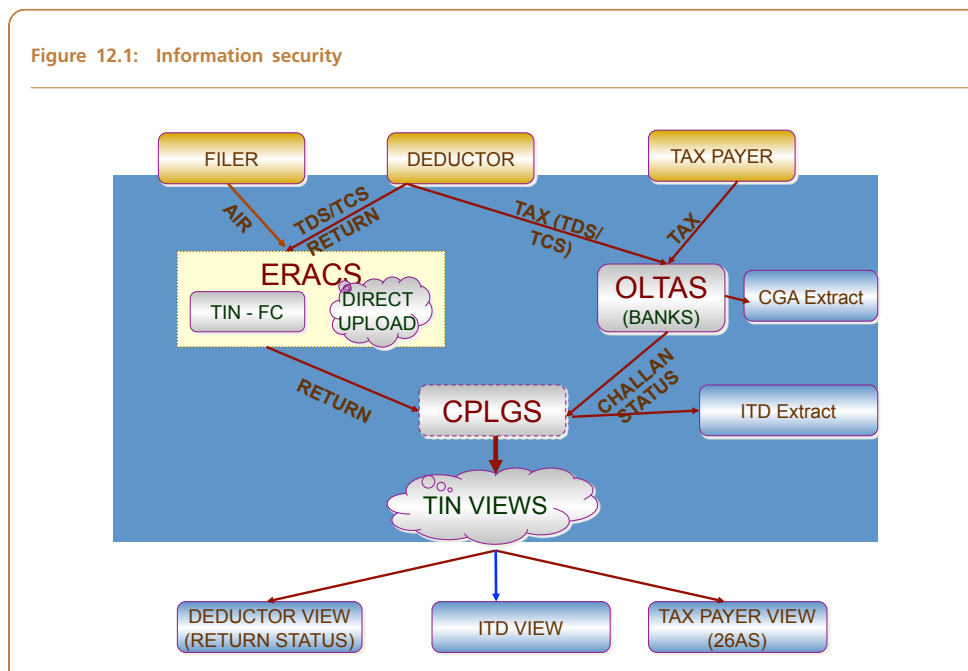 Figure 12.1: Information security
FILER
DEDUCTOR
TAX PAYER
AIR
TDS/TCS
RETURN
TAX (TDS/
TCS)
TAX
ERACS
TIN - FC
DIRECT
UPLOAD
OLTAS
(BANKS)
CGA Extract
RETURN
CHALLAN
STATUS
CPLGS
ITD Extract
TIN VIEWS
DEDUCTOR VIEW
(RETURN STATUS)
ITD VIEW
TAX PAYER VIEW
(26AS)